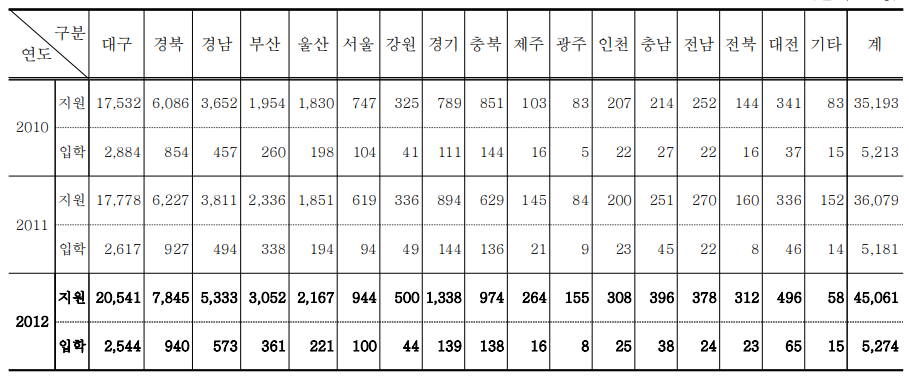 구분 연도 대구 경북 경남 부산 울산 서울 강원 경기 충북 제주 광주 인천 충남 전남 전북 대전 기타 계
2010 지원 17,532 6,086 3,652 1,954 1,830 747 325 789 851 103 83 207 214 252 144 341 83 35,193
입학 2,884 854 457 260 198 104 41 111 144 16 5 22 27 22 16 37 15 5,213
2011 지원 17,778 6,227 3,811 2,336 1,851 619 336 894 629 145 84 200 251 270 160 336 152 36,079
입학 2,617 927 494 338 194 94 49 144 136 21 9 23 45 22 8 46 14 5,181
2012 지원 20,541 7,845 5,333 3,052 2,167 944 500 1,338 974 264 155 308 396 378 312 496 58 45,061
입학 2,544 940 573 361 221 100 44 139 138 16 8 25 38 24 23 65 15 5,274